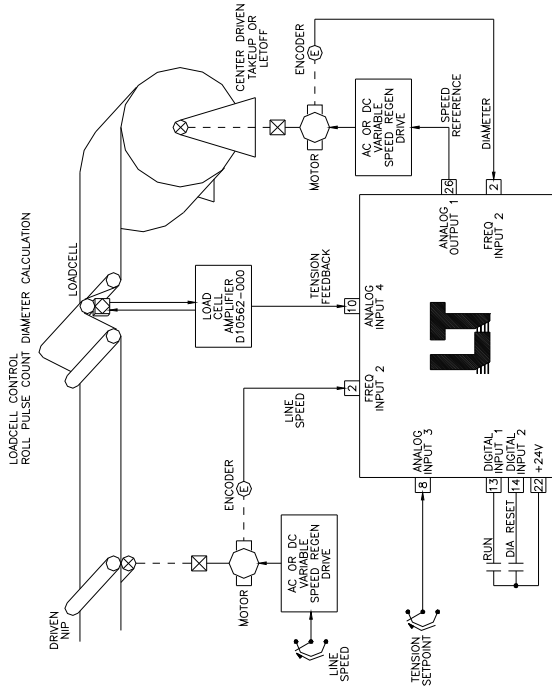 LOADCELL CONTROL
ROLL PULSE COUNT DIAMETER CALCULATION
DRIVEN
NIP
LOADCELL
CENTER DRIVEN
TAKEUP OR
LETOFF
MOTOR
ENCODER
E
AC OR DC
VARIABLE
SPEED REGEN
DRIVE
LINE
SPEED
LINE
SPEED
LOAD
CELL
AMPLIFIER
D10562-000
TENSION
FEEDBACK
MOTOR
ENCODER
E
AC OR DC
VARIABLE
SPEED REGEN
DRIVE
SPEED
REFERENCE
DIAMETER
TENSION
SETPOINT
RUN
DIA RESET
8
ANALOG
INPUT 3
2
FREQ
INPUT 2
10
ANALOG
INPUT 4
26
ANALOG
OUTPUT 1
2
FREQ
INPUT 2
13
DIGITAL
INPUT 1
14
DIGITAL
INPUT 2
22
+24V